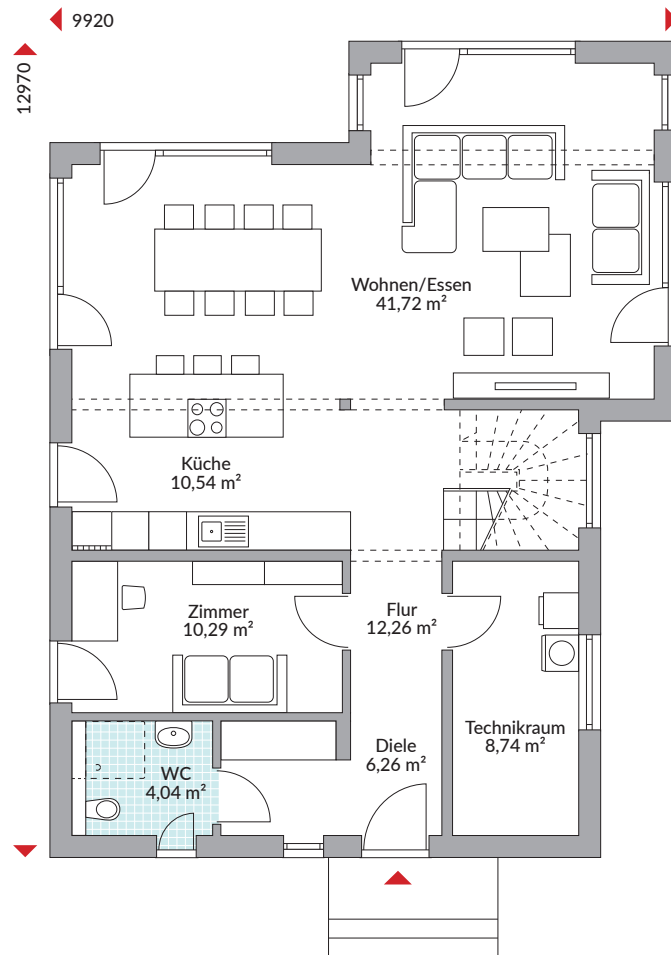 9920
12970
Wohnen/Essen
41,72 m²
Küche
10,54 m²
Zimmer
10,29 m²
Flur
12,26 m²
Technikraum
8,74 m²
Diele
6,26 m²
WC
4,04 m²